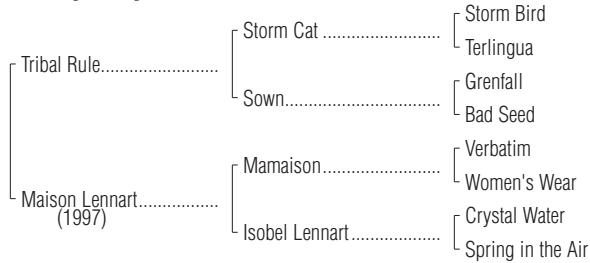 Storm Bird
Storm Cat ..............................
Terlingua
Tribal Rule.......................
Grenfall
Sown........................................
Bad Seed
Verbatim
Mamaison...............................
Women's Wear
Maison Lennart................
(1997)
Crystal Water
Isobel Lennart.......................
Spring in the Air